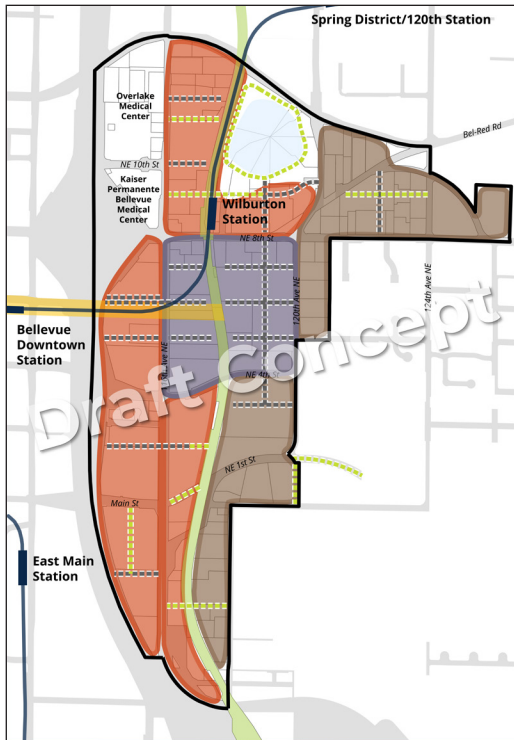 Spring District/120th Station
Overlake
Medical
Center
Bel-Red Rd
NE 10th St
Kaiser
Permanente
Bellevue
Medical
Center
Wilburton
Station
NE 8th St
120th Ave NE
124th Ave NE
Bellevue
Downtown
Station
Ave NE
NE 4th St
Draft Concept
NE 1st St
Main St
East Main
Station